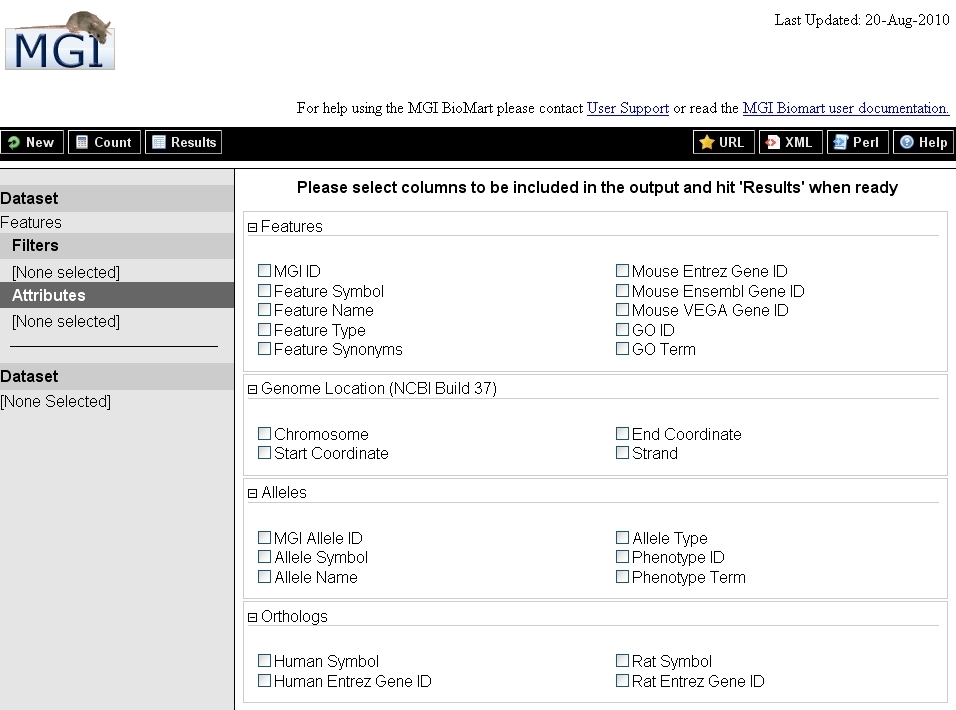 MGI
Last Updated: 20-Aug-2010
For help using the MGI BioMart please contact User Support or read the MGI Biomart user documentation.
New Count Results URL XML Perl Help
Dataset
Features
Filters
[None selected]
Attributes
[None selected]
Dataset
[None Selected]
Please select columns to be included in the output and hit 'Results' when ready
Features
MGI ID Mouse Entrez Gene ID
Feature Symbol Mouse Ensembl Gene ID
Feature Name Mouse VEGA Gene ID
Feature Type GO ID
Feature Synonyms GO Term
Genome Location (NCBI Build 37)
Chromosome End Coordinate
Start Coordinate Strand
Alleles
MGI Allele ID Allele Type
Allele Symbol Phenotype ID
Allele Name Phenotype Term
Orthologs
Human Symbol Rat Symbol
Human Entrez Gene ID Rat Entrez Gene ID